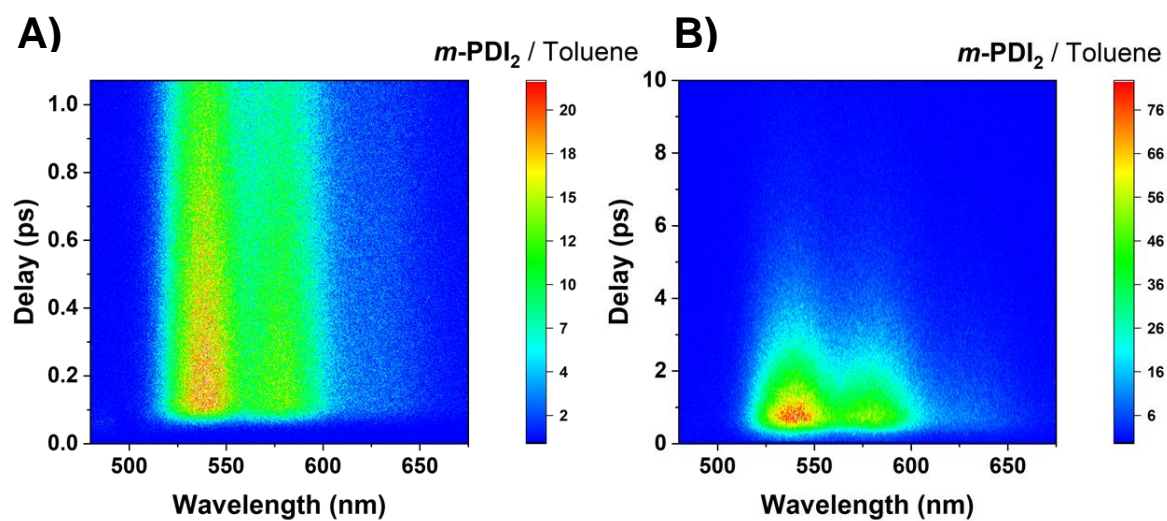 A)
m-PDI₂ / Toluene
1.0
0.8
0.6
0.4
0.2
0.0
Delay (ps)
500 550 600 650
Wavelength (nm)
20
18
15
12
10
7
4
2
B)
m-PDI₂ / Toluene
10
8
6
4
2
0
Delay (ps)
500 550 600 650
Wavelength (nm)
76
66
56
46
36
26
16
6